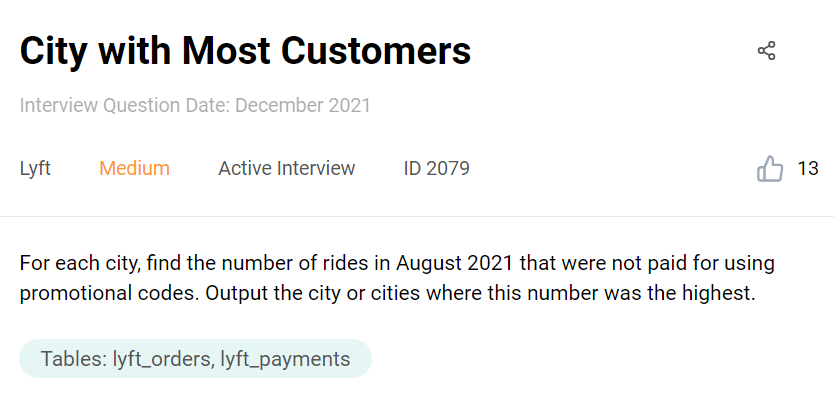 City with Most Customers
Interview Question Date: December 2021
Lyft Medium Active Interview ID 2079 13
For each city, find the number of rides in August 2021 that were not paid for using
promotional codes. Output the city or cities where this number was the highest.
Tables: lyft_orders, lyft_payments